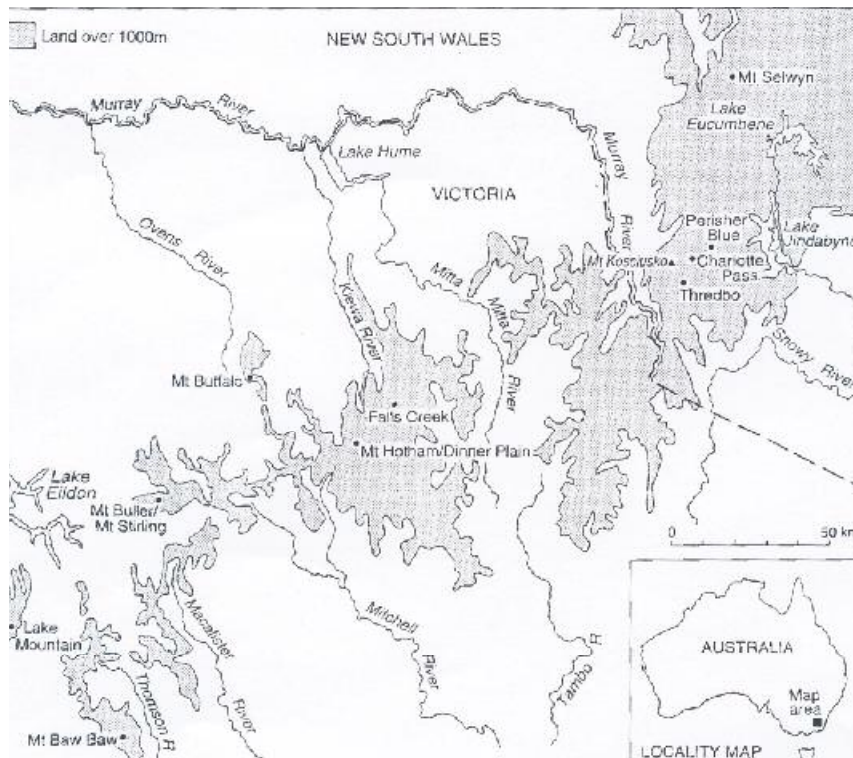 Land over 1000m
NEW SOUTH WALES
Mt Selwyn
Lake
Eucumbene
Murray
River
Lake Hume
Murray
River
VICTORIA
Ovens River
Perisher
Blue
Lake
Jindabyne
Mt Kosciusko
Charlotte
Pass
Thredbo
Mitta
Mitta
River
Kiewa River
Snowy River
Mt Buffalo
Falls Creek
Mt Hotham/Dinner Plain
Lake
Eildon
Mt Buller/
Mt Stirling
0 50 km
Lake
Mountain
Macalister
River
Mitchell
River
Tambo R
Thomson R
Mt Baw Baw
AUSTRALIA
Map
area
LOCALITY MAP